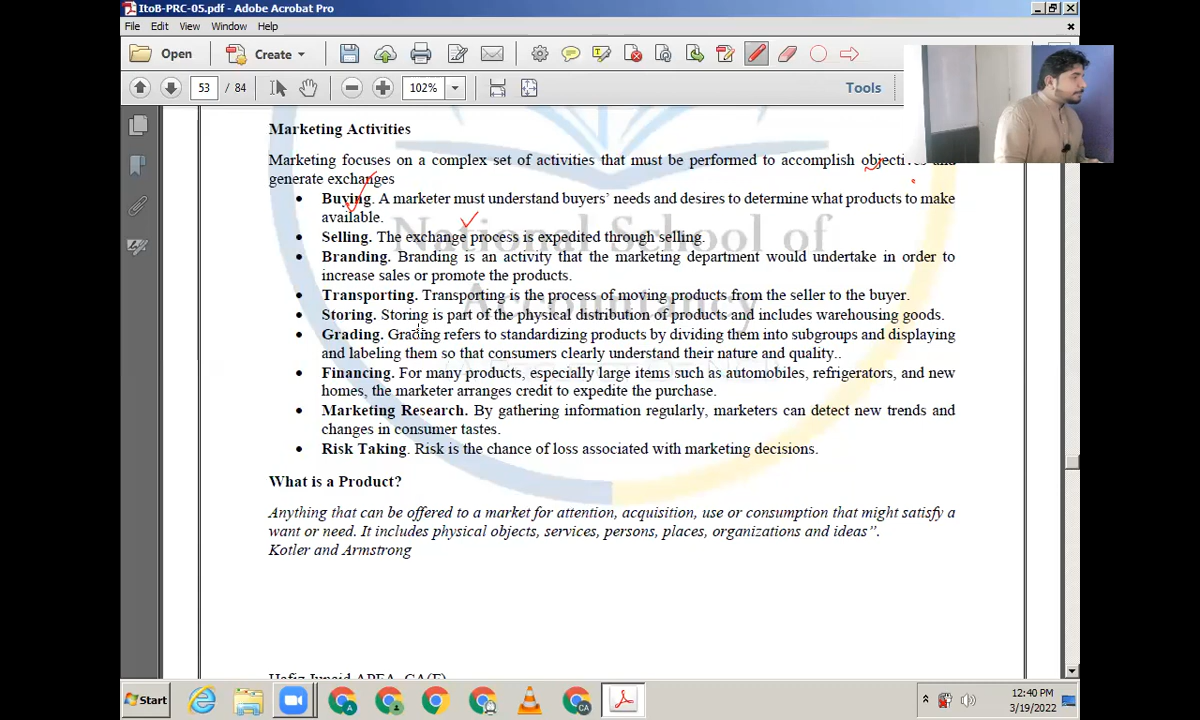 ItoB-PRC-05.pdf - Adobe Acrobat Pro
File Edit View Window Help
Open Create
53 / 84 102% Tools
Marketing Activities
Marketing focuses on a complex set of activities that must be performed to accomplish objectives and
generate exchanges
Buying. A marketer must understand buyers' needs and desires to determine what products to make
available.
Selling. The exchange process is expedited through selling.
Branding. Branding is an activity that the marketing department would undertake in order to
increase sales or promote the products.
Transporting. Transporting is the process of moving products from the seller to the buyer.
Storing. Storing is part of the physical distribution of products and includes warehousing goods.
Grading. Grading refers to standardizing products by dividing them into subgroups and displaying
and labeling them so that consumers clearly understand their nature and quality..
Financing. For many products, especially large items such as automobiles, refrigerators, and new
homes, the marketer arranges credit to expedite the purchase.
Marketing Research. By gathering information regularly, marketers can detect new trends and
changes in consumer tastes.
Risk Taking. Risk is the chance of loss associated with marketing decisions.
National School of
Accountancy
What is a Product?
Anything that can be offered to a market for attention, acquisition, use or consumption that might satisfy a
want or need. It includes physical objects, services, persons, places, organizations and ideas”.
Kotler and Armstrong
Hafiz Junaid APFA, CA(F)
Start
12:40 PM
3/19/2022